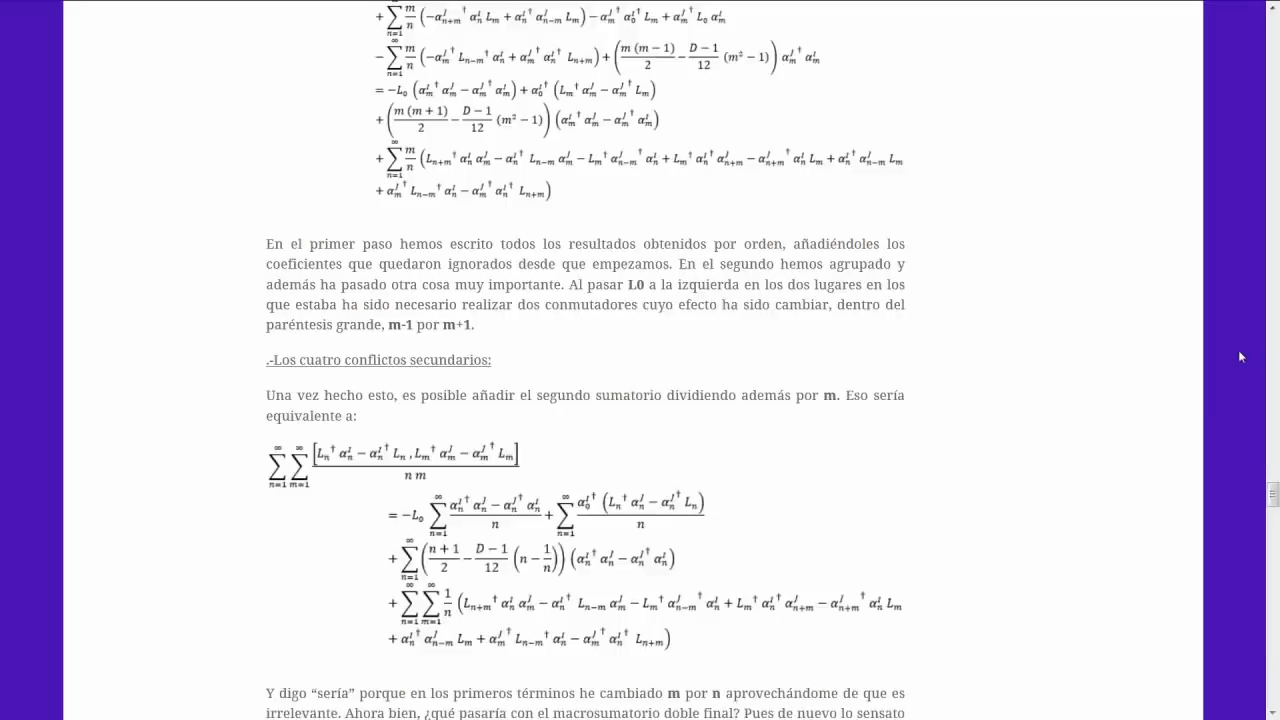 + ∑_{n=1}^{∞} m/n (−α_{n+m}^{J†} α_n^I L_m + α_n^{I†} α_{n−m}^J L_m) − α_m^{J†} α_0^{I†} L_m + α_m^{J†} L_0 α_m^I
− ∑_{n=1}^{∞} m/n (−α_m^{J†} L_{n−m}^† α_n^I + α_m^{J†} α_n^{I†} L_{n+m}) + (m (m − 1)/2 − D − 1/12 (m² − 1)) α_m^{J†} α_m^I
= −L_0 (α_m^{I†} α_m^J − α_m^{J†} α_m^I) + α_0^{I†} (L_m^† α_m^J − α_m^{J†} L_m)
+ (m (m + 1)/2 − D − 1/12 (m² − 1)) (α_m^{I†} α_m^J − α_m^{J†} α_m^I)
+ ∑_{n=1}^{∞} m/n (L_{n+m}^† α_n^I α_m^J − α_n^{I†} L_{n−m} α_m^J − L_m^† α_{n−m}^{J†} α_n^I + L_m^† α_n^{I†} α_{n+m}^J − α_{n+m}^{J†} α_n^I L_m + α_n^{I†} α_{n−m}^J L_m
+ α_m^{J†} L_{n−m}^† α_n^I − α_m^{J†} α_n^{I†} L_{n+m})
En el primer paso hemos escrito todos los resultados obtenidos por orden, añadiéndoles los
coeficientes que quedaron ignorados desde que empezamos. En el segundo hemos agrupado y
además ha pasado otra cosa muy importante. Al pasar L0 a la izquierda en los dos lugares en los
que estaba ha sido necesario realizar dos conmutadores cuyo efecto ha sido cambiar, dentro del
paréntesis grande, m-1 por m+1.
.-Los cuatro conflictos secundarios:
Una vez hecho esto, es posible añadir el segundo sumatorio dividiendo además por m. Eso sería
equivalente a:
∑_{n=1}^{∞} ∑_{m=1}^{∞} [L_n^† α_n^I − α_n^{I†} L_n , L_m^† α_m^J − α_m^{J†} L_m] / n m
= −L_0 ∑_{n=1}^{∞} (α_n^{I†} α_n^J − α_n^{J†} α_n^I)/n + ∑_{n=1}^{∞} α_0^{I†} (L_n^† α_n^J − α_n^{J†} L_n)/n
+ ∑_{n=1}^{∞} (n + 1/2 − D − 1/12 (n − 1/n)) (α_n^{I†} α_n^J − α_n^{J†} α_n^I)
+ ∑_{n=1}^{∞} ∑_{m=1}^{∞} 1/n (L_{n+m}^† α_n^I α_m^J − α_n^{I†} L_{n−m} α_m^J − L_m^† α_{n−m}^{J†} α_n^I + L_m^† α_n^{I†} α_{n+m}^J − α_{n+m}^{J†} α_n^I L_m
+ α_n^{I†} α_{n−m}^J L_m + α_m^{J†} L_{n−m}^† α_n^I − α_m^{J†} α_n^{I†} L_{n+m})
Y digo “sería” porque en los primeros términos he cambiado m por n aprovechándome de que es
irrelevante. Ahora bien, ¿qué pasaría con el macrosumatorio doble final? Pues de nuevo lo sensato